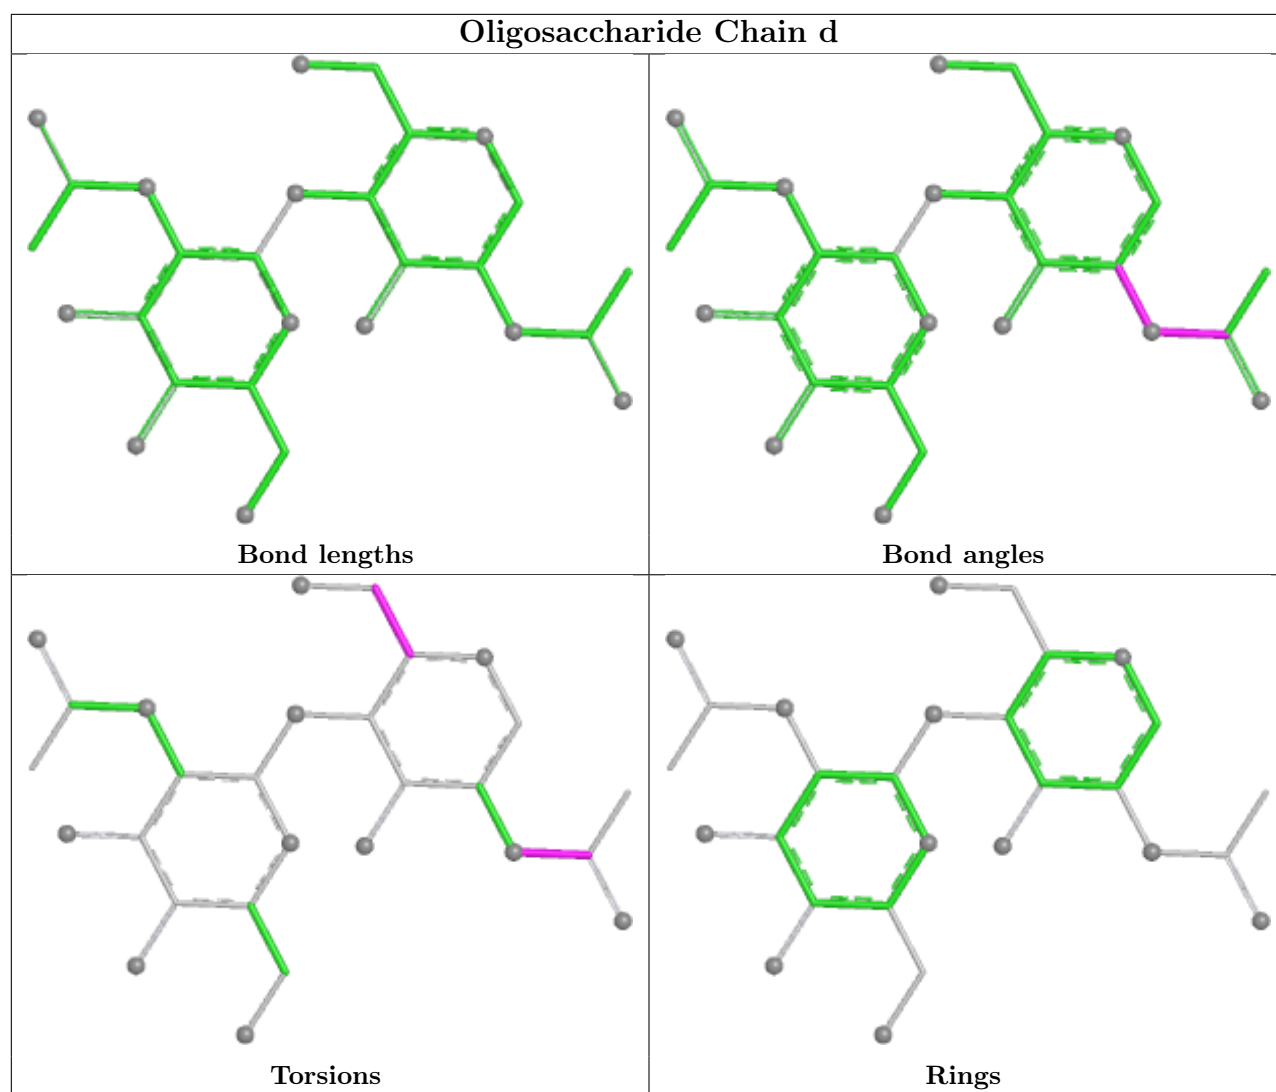 Oligosaccharide Chain d
Bond lengths
Bond angles
Torsions
Rings